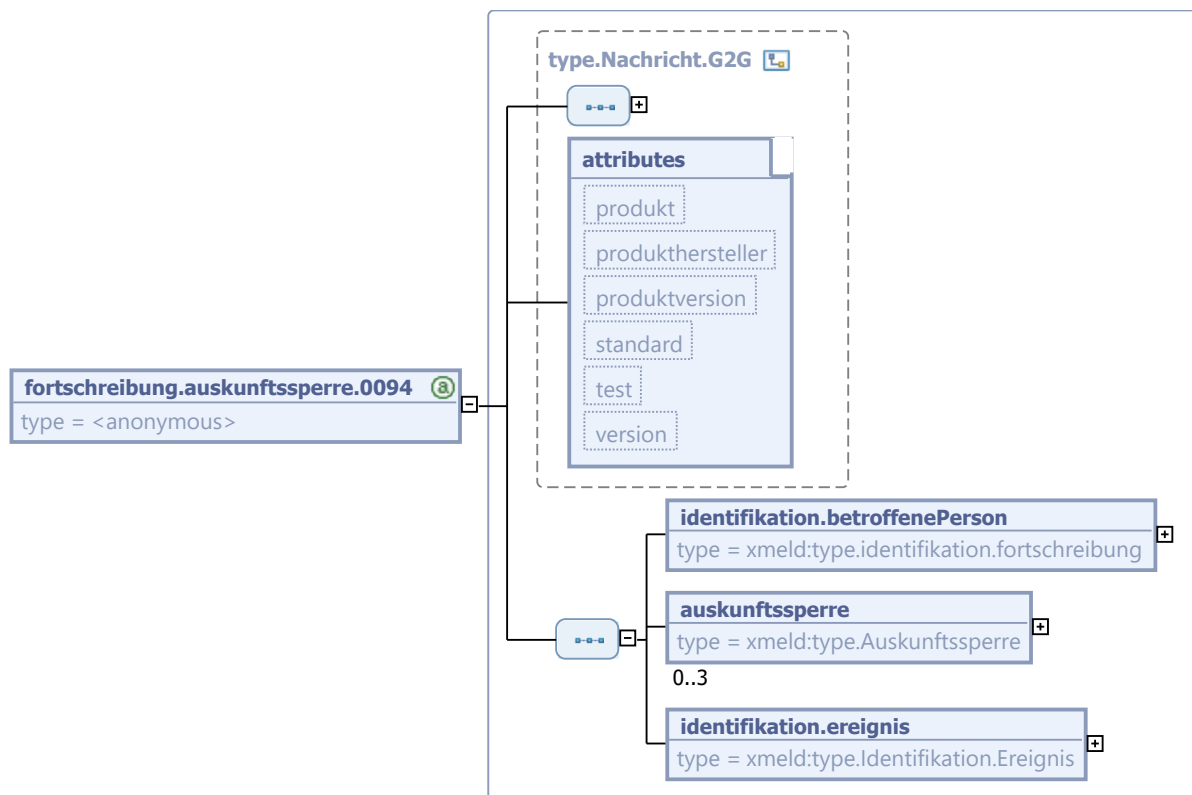 type.Nachricht.G2G
attributes
produkt
produkthersteller
produktversion
standard
test
version
fortschreibung.auskunftssperre.0094 a
type = <anonymous>
identifikation.betroffenePerson
type = xmeld:type.identifikation.fortschreibung
auskunftssperre
type = xmeld:type.Auskunftssperre
0..3
identifikation.ereignis
type = xmeld:type.Identifikation.Ereignis